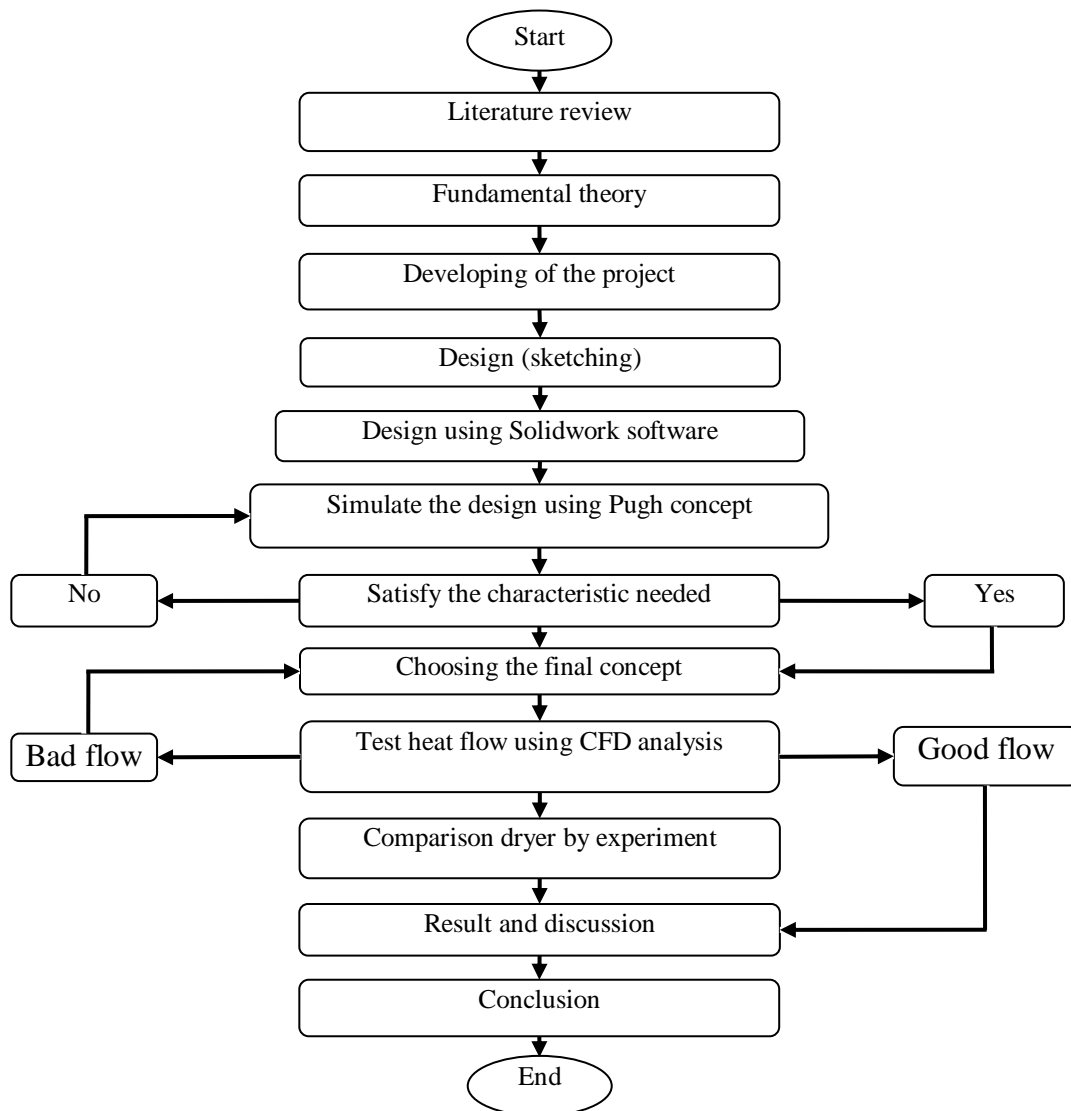 Start
Literature review
Fundamental theory
Developing of the project
Design (sketching)
Design using Solidwork software
Simulate the design using Pugh concept
No
Satisfy the characteristic needed
Yes
Choosing the final concept
Bad flow
Test heat flow using CFD analysis
Good flow
Comparison dryer by experiment
Result and discussion
Conclusion
End